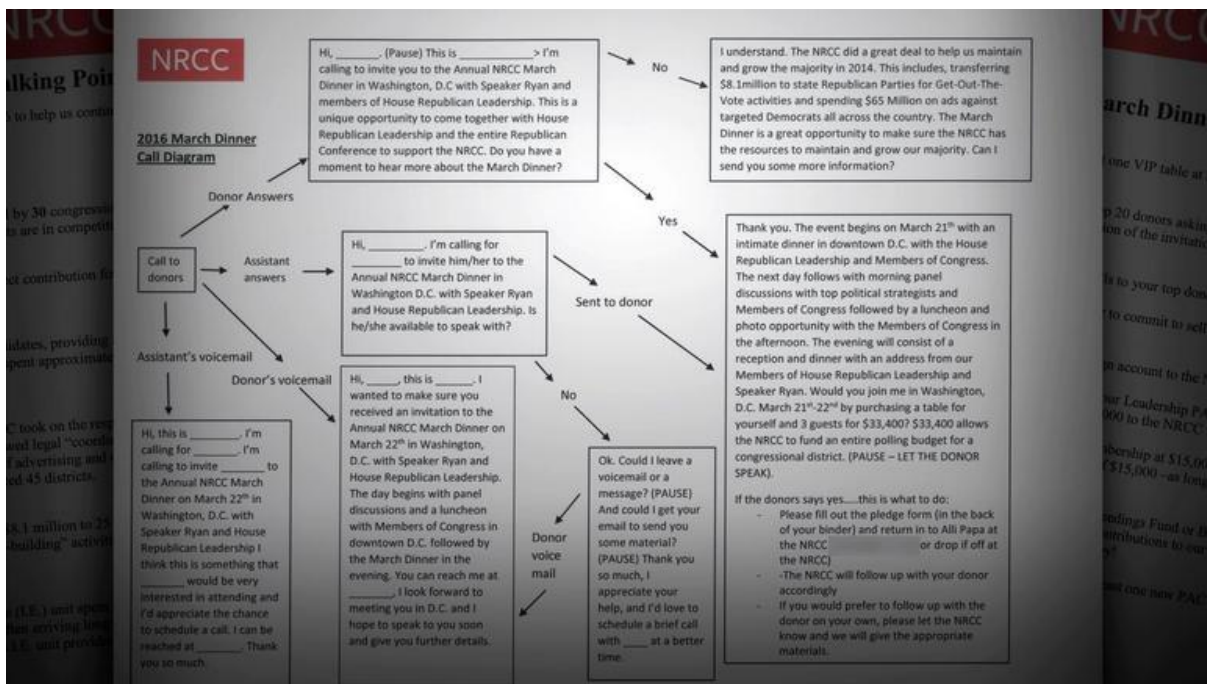 NRCC
2016 March Dinner
Call Diagram
Call to
donors
Donor Answers
Hi, _______. (Pause) This is _____________> I'm
calling to invite you to the Annual NRCC March
Dinner in Washington, D.C with Speaker Ryan and
members of House Republican Leadership. This is a
unique opportunity to come together with House
Republican Leadership and the entire Republican
Conference to support the NRCC. Do you have a
moment to hear more about the March Dinner?
No
I understand. The NRCC did a great deal to help us maintain
and grow the majority in 2014. This includes, transferring
$8.1million to state Republican Parties for Get-Out-The-
Vote activities and spending $65 Million on ads against
targeted Democrats all across the country. The March
Dinner is a great opportunity to make sure the NRCC has
the resources to maintain and grow our majority. Can I
send you some more information?
Yes
Thank you. The event begins on March 21th with an
intimate dinner in downtown D.C. with the House
Republican Leadership and Members of Congress.
The next day follows with morning panel
discussions with top political strategists and
Members of Congress followed by a luncheon and
photo opportunity with the Members of Congress in
the afternoon. The evening will consist of a
reception and dinner with an address from our
Members of House Republican Leadership and
Speaker Ryan. Would you join me in Washington,
D.C. March 21st-22nd by purchasing a table for
yourself and 3 guests for $33,400? $33,400 allows
the NRCC to fund an entire polling budget for a
congressional district. (PAUSE – LET THE DONOR
SPEAK).
If the donors says yes....this is what to do:
- Please fill out the pledge form (in the back
of your binder) and return in to Alli Papa at
the NRCC or drop if off at
the NRCC)
- -The NRCC will follow up with your donor
accordingly
- If you would prefer to follow up with the
donor on your own, please let the NRCC
know and we will give the appropriate
materials.
Assistant
answers
Hi, ________. I'm calling for
________ to invite him/her to the
Annual NRCC March Dinner in
Washington D.C. with Speaker Ryan
and House Republican Leadership. Is
he/she available to speak with?
Sent to donor
No
Ok. Could I leave a
voicemail or a
message? (PAUSE)
And could I get your
email to send you
some material?
(PAUSE) Thank you
so much, I
appreciate your
help, and I'd love to
schedule a brief call
with ____ at a better
time.
Donor
voice
mail
Donor's voicemail
Hi, _____, this is ______. I
wanted to make sure you
received an invitation to the
Annual NRCC March Dinner on
March 22th in Washington,
D.C. with Speaker Ryan and
House Republican Leadership.
The day begins with panel
discussions and a luncheon
with Members of Congress in
downtown D.C. followed by
the March Dinner in the
evening. You can reach me at
______, I look forward to
meeting you in D.C. and I
hope to speak to you soon
and give you further details.
Assistant's voicemail
Hi, this is _______. I'm
calling for _______. I'm
calling to invite ______ to
the Annual NRCC March
Dinner on March 22th in
Washington, D.C. with
Speaker Ryan and House
Republican Leadership I
think this is something that
______ would be very
interested in attending and
I'd appreciate the chance
to schedule a call. I can be
reached at _______. Thank
you so much.